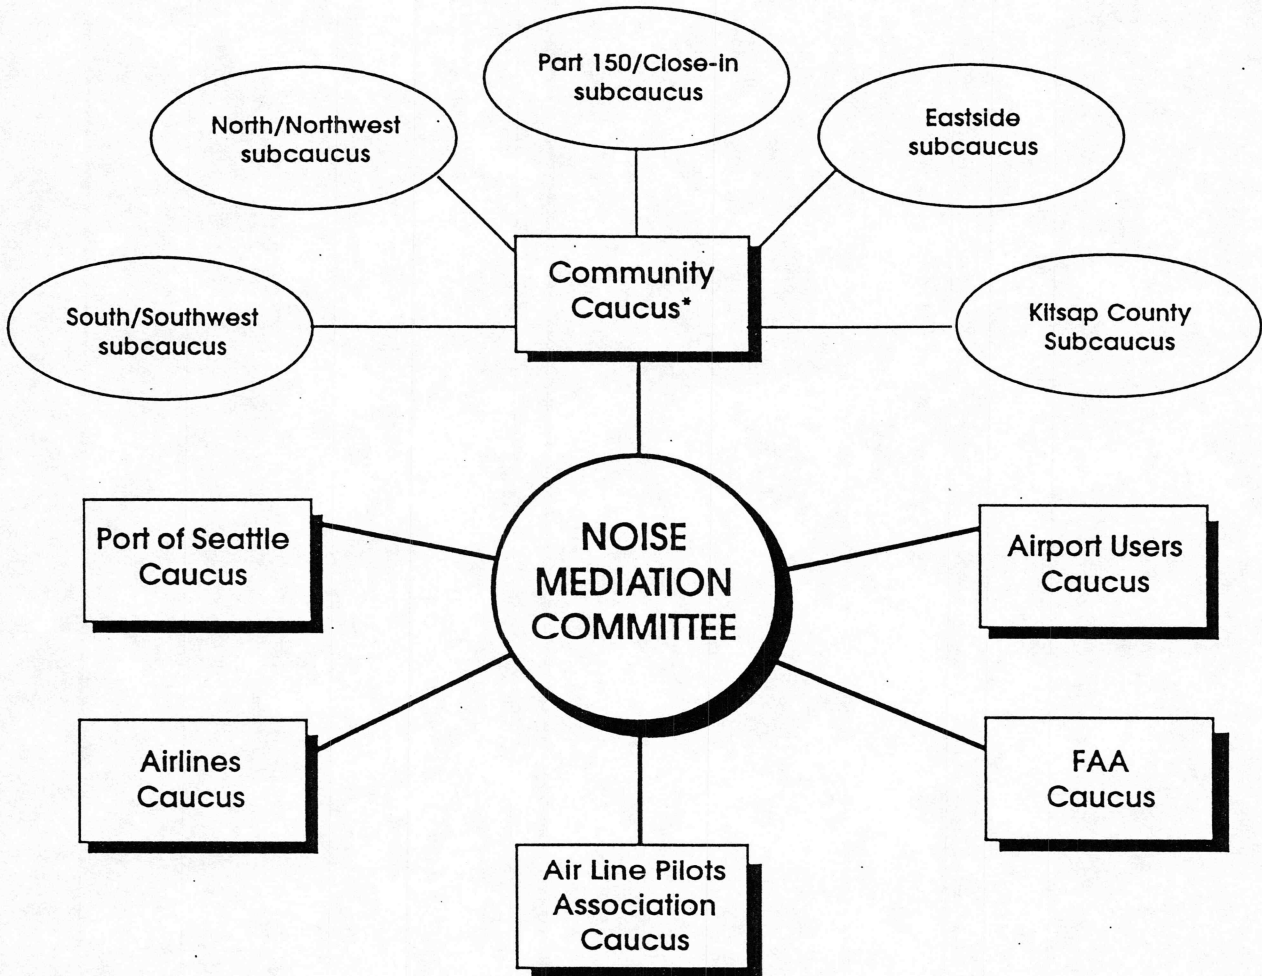 Part 150/Close-in
subcaucus
North/Northwest
subcaucus
Eastside
subcaucus
Community
Caucus*
South/Southwest
subcaucus
Kitsap County
Subcaucus
NOISE
MEDIATION
COMMITTEE
Port of Seattle
Caucus
Airport Users
Caucus
Airlines
Caucus
FAA
Caucus
Air Line Pilots
Association
Caucus